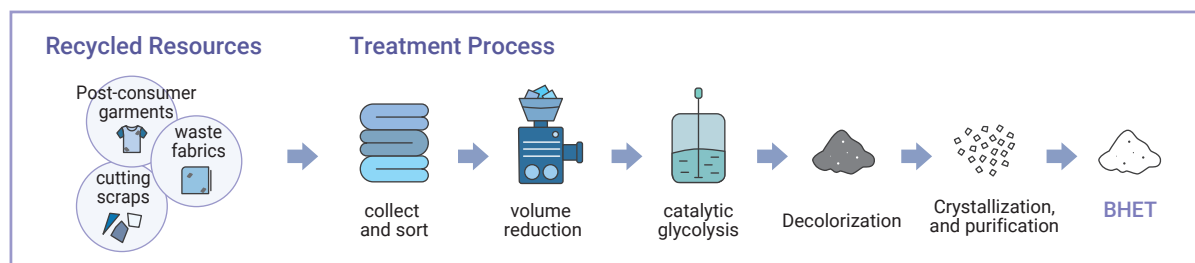 Recycled Resources
Treatment Process
Post-consumer
garments
waste
fabrics
cutting
scraps
collect
and sort
volume
reduction
catalytic
glycolysis
Decolorization
Crystallization,
and purification
BHET